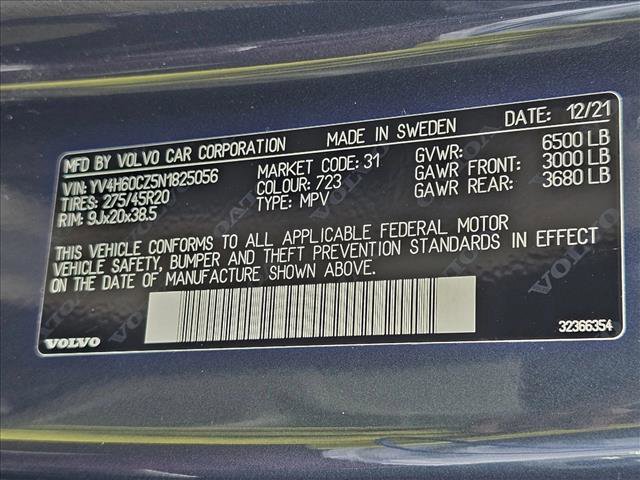 MFD BY VOLVO CAR CORPORATION MADE IN SWEDEN DATE: 12/21
VIN: YV4H60CZ5N1825056 MARKET CODE: 31 GVWR: 6500 LB
TIRES: 275/45R20 COLOUR: 723 GAWR FRONT: 3000 LB
RIM: 9Jx20x38.5 TYPE: MPV GAWR REAR: 3680 LB
THIS VEHICLE CONFORMS TO ALL APPLICABLE FEDERAL MOTOR
VEHICLE SAFETY, BUMPER AND THEFT PREVENTION STANDARDS IN EFFECT
ON THE DATE OF MANUFACTURE SHOWN ABOVE.
VOLVO 32366354